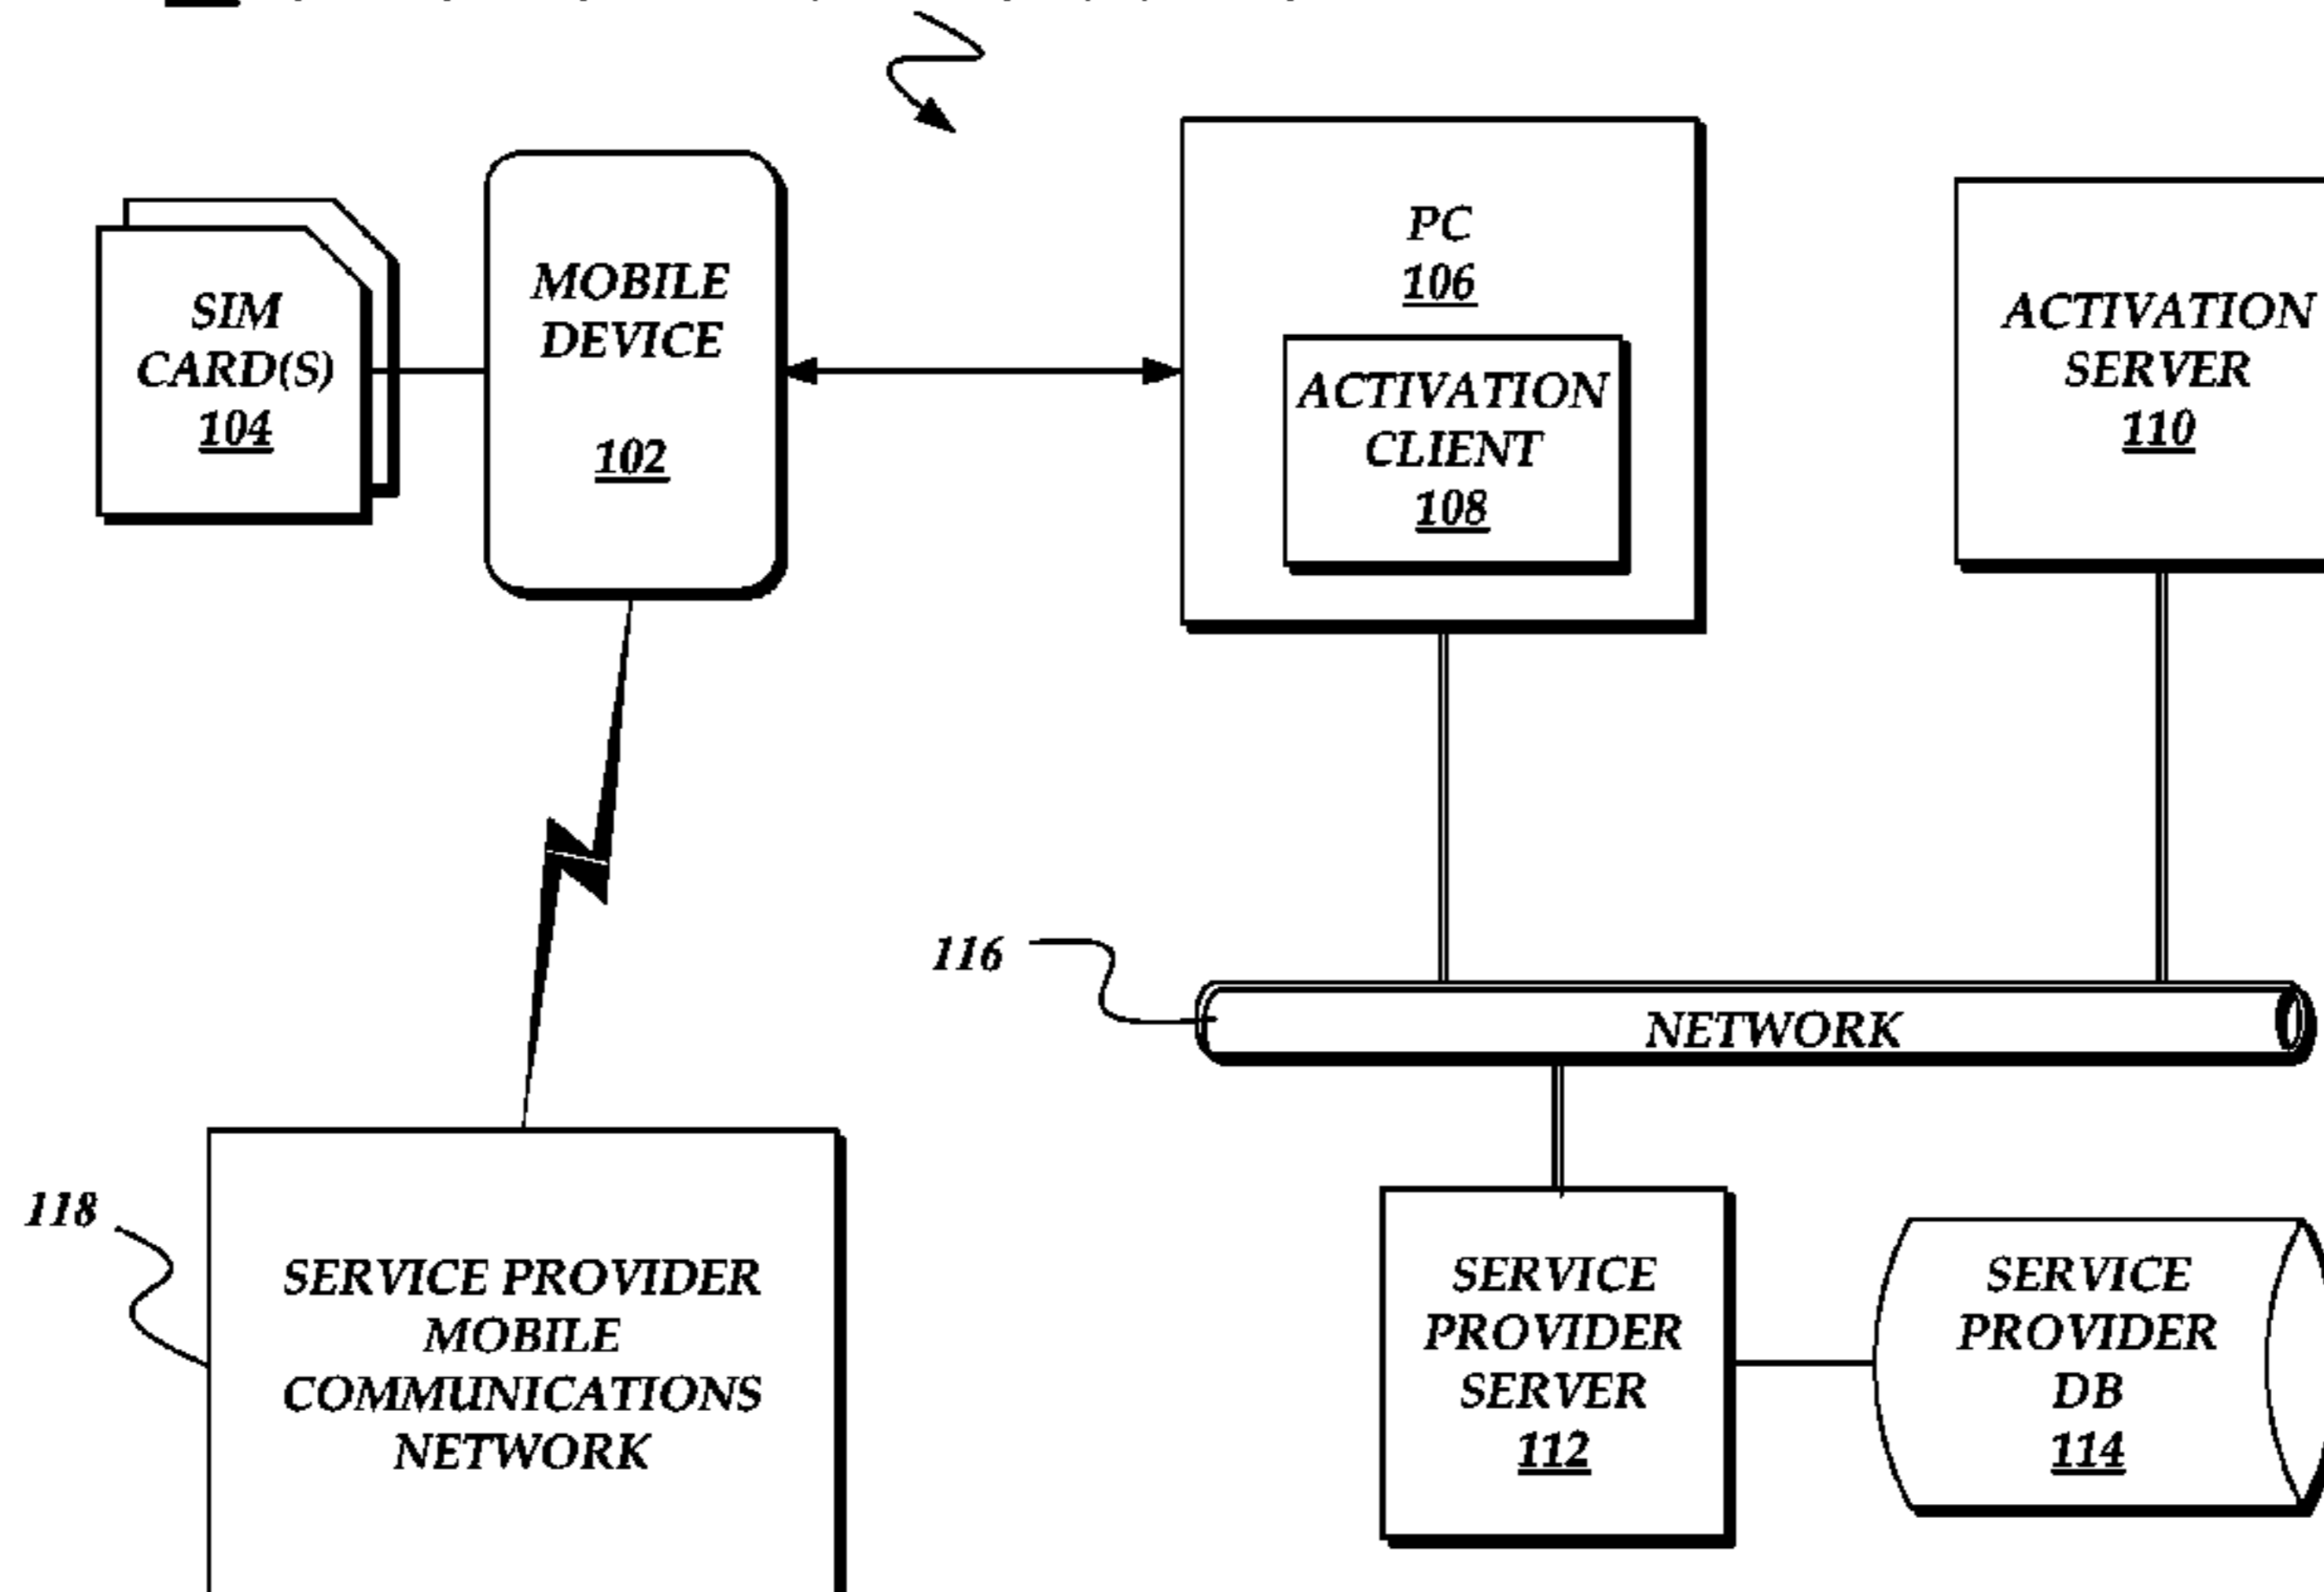 SIM
CARD(S)
104
MOBILE
DEVICE
102
PC
106
ACTIVATION
CLIENT
108
ACTIVATION
SERVER
110
116
NETWORK
118
SERVICE PROVIDER
MOBILE
COMMUNICATIONS
NETWORK
SERVICE
PROVIDER
SERVER
112
SERVICE
PROVIDER
DB
114